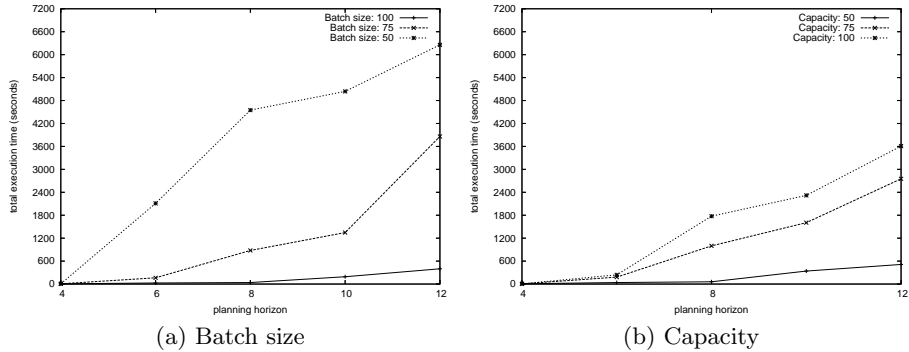 7200
6600
6000
5400
4800
4200
3600
3000
2400
1800
1200
600
0
4 6 8 10 12
total execution time (seconds)
planning horizon
Batch size: 100
Batch size: 75
Batch size: 50
(a) Batch size
7200
6600
6000
5400
4800
4200
3600
3000
2400
1800
1200
600
0
4 6 8 10 12
total execution time (seconds)
planning horizon
Capacity: 50
Capacity: 75
Capacity: 100
(b) Capacity